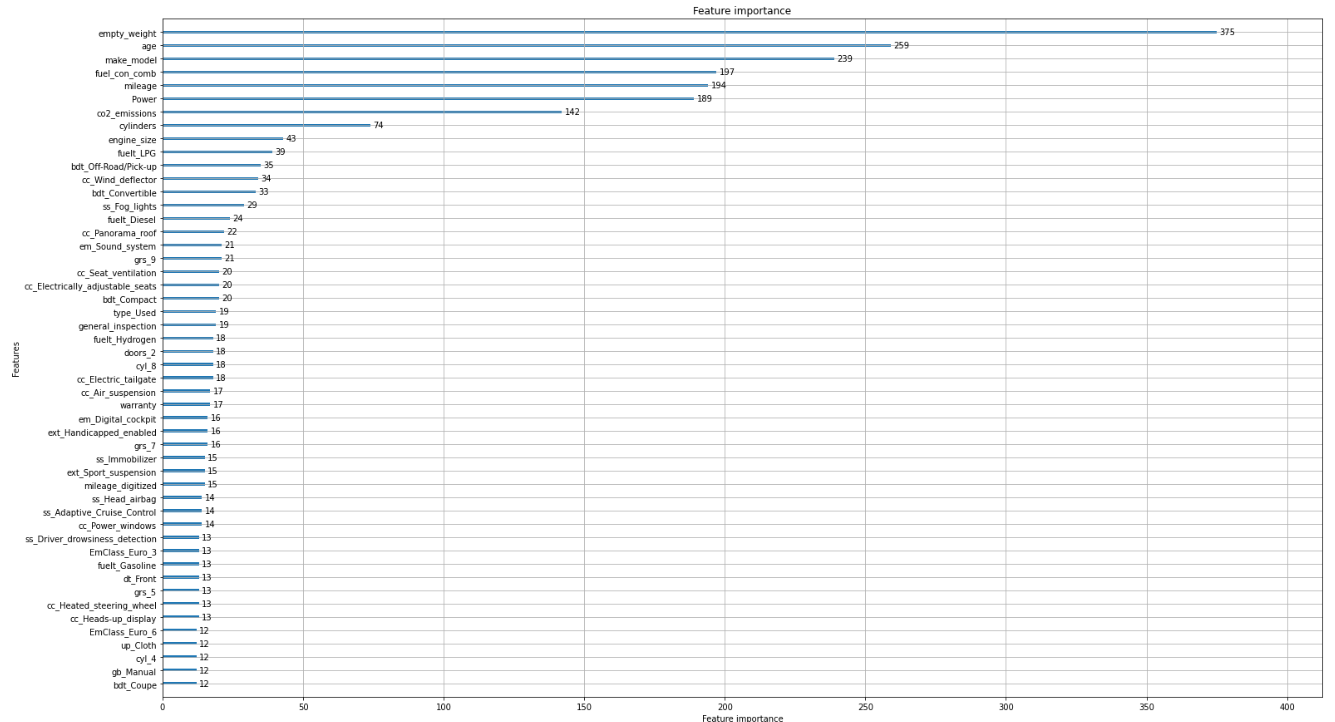 Feature importance
empty_weight 375
age 259
make_model 239
fuel_con_comb 197
mileage 194
Power 189
co2_emissions 142
cylinders 74
engine_size 43
fuelt_LPG 39
bdt_Off-Road/Pick-up 35
cc_Wind_deflector 34
bdt_Convertible 33
ss_Fog_lights 29
fuelt_Diesel 24
cc_Panorama_roof 22
em_Sound_system 21
grs_9 21
cc_Seat_ventilation 20
cc_Electrically_adjustable_seats 20
bdt_Compact 20
type_Used 19
general_inspection 19
fuelt_Hydrogen 18
doors_2 18
cyl_8 18
cc_Electric_tailgate 18
cc_Air_suspension 17
warranty 17
em_Digital_cockpit 16
ext_Handicapped_enabled 16
grs_7 16
ss_Immobilizer 15
ext_Sport_suspension 15
mileage_digitized 15
ss_Head_airbag 14
ss_Adaptive_Cruise_Control 14
cc_Power_windows 14
ss_Driver_drowsiness_detection 13
EmClass_Euro_3 13
fuelt_Gasoline 13
dt_Front 13
grs_5 13
cc_Heated_steering_wheel 13
cc_Heads-up_display 13
EmClass_Euro_6 12
up_Cloth 12
cyl_4 12
gb_Manual 12
bdt_Coupe 12
Features
0 50 100 150 200 250 300 350 400
Feature importance